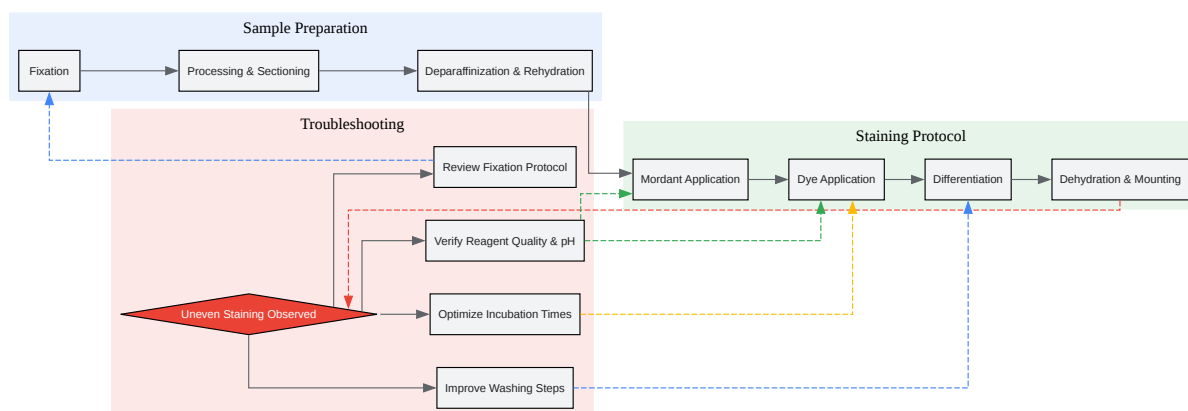 Sample Preparation
Fixation
Processing & Sectioning
Deparaffinization & Rehydration
Troubleshooting
Staining Protocol
Review Fixation Protocol
Mordant Application
Dye Application
Differentiation
Dehydration & Mounting
Verify Reagent Quality & pH
Uneven Staining Observed
Optimize Incubation Times
Improve Washing Steps